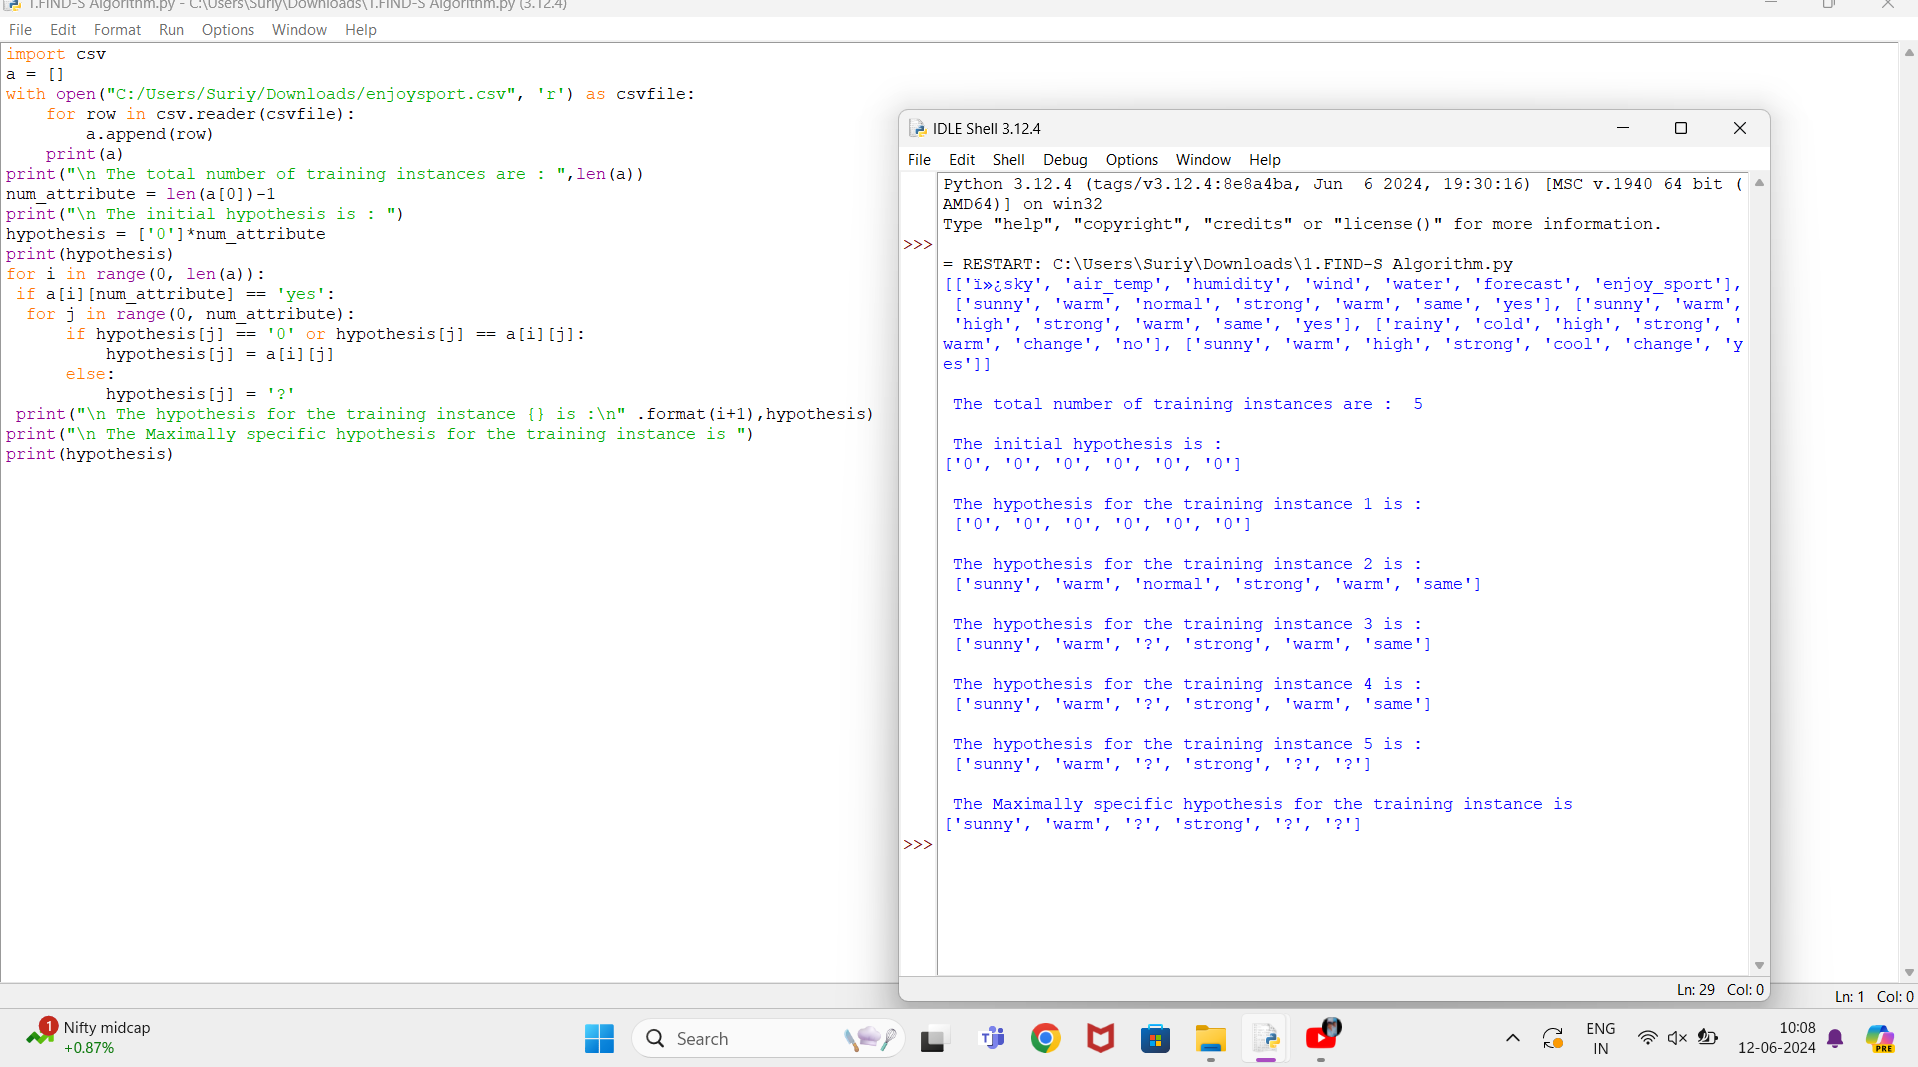 1.FIND-S Algorithm.py - C:\Users\Suriy\Downloads\1.FIND-S Algorithm.py (3.12.4)
File Edit Format Run Options Window Help
import csv
a = []
with open("C:/Users/Suriy/Downloads/enjoysport.csv", 'r') as csvfile:
    for row in csv.reader(csvfile):
        a.append(row)
    print(a)
print("\n The total number of training instances are : ",len(a))
num_attribute = len(a[0])-1
print("\n The initial hypothesis is : ")
hypothesis = ['0']*num_attribute
print(hypothesis)
for i in range(0, len(a)):
 if a[i][num_attribute] == 'yes':
  for j in range(0, num_attribute):
      if hypothesis[j] == '0' or hypothesis[j] == a[i][j]:
          hypothesis[j] = a[i][j]
      else:
          hypothesis[j] = '?'
 print("\n The hypothesis for the training instance {} is :\n" .format(i+1),hypothesis)
print("\n The Maximally specific hypothesis for the training instance is ")
print(hypothesis)
IDLE Shell 3.12.4
File Edit Shell Debug Options Window Help
Python 3.12.4 (tags/v3.12.4:8e8a4ba, Jun  6 2024, 19:30:16) [MSC v.1940 64 bit (
AMD64)] on win32
Type "help", "copyright", "credits" or "license()" for more information.
>>>
= RESTART: C:\Users\Suriy\Downloads\1.FIND-S Algorithm.py
[['ï»¿sky', 'air_temp', 'humidity', 'wind', 'water', 'forecast', 'enjoy_sport'],
 ['sunny', 'warm', 'normal', 'strong', 'warm', 'same', 'yes'], ['sunny', 'warm',
 'high', 'strong', 'warm', 'same', 'yes'], ['rainy', 'cold', 'high', 'strong', '
warm', 'change', 'no'], ['sunny', 'warm', 'high', 'strong', 'cool', 'change', 'y
es']]
 The total number of training instances are :  5
 The initial hypothesis is :
['0', '0', '0', '0', '0', '0']
 The hypothesis for the training instance 1 is :
 ['0', '0', '0', '0', '0', '0']
 The hypothesis for the training instance 2 is :
 ['sunny', 'warm', 'normal', 'strong', 'warm', 'same']
 The hypothesis for the training instance 3 is :
 ['sunny', 'warm', '?', 'strong', 'warm', 'same']
 The hypothesis for the training instance 4 is :
 ['sunny', 'warm', '?', 'strong', 'warm', 'same']
 The hypothesis for the training instance 5 is :
 ['sunny', 'warm', '?', 'strong', '?', '?']
 The Maximally specific hypothesis for the training instance is
['sunny', 'warm', '?', 'strong', '?', '?']
>>>
Ln: 29 Col: 0
Ln: 1 Col: 0
1
Nifty midcap
+0.87%
Search
PRE
ENG
IN
10:08
12-06-2024